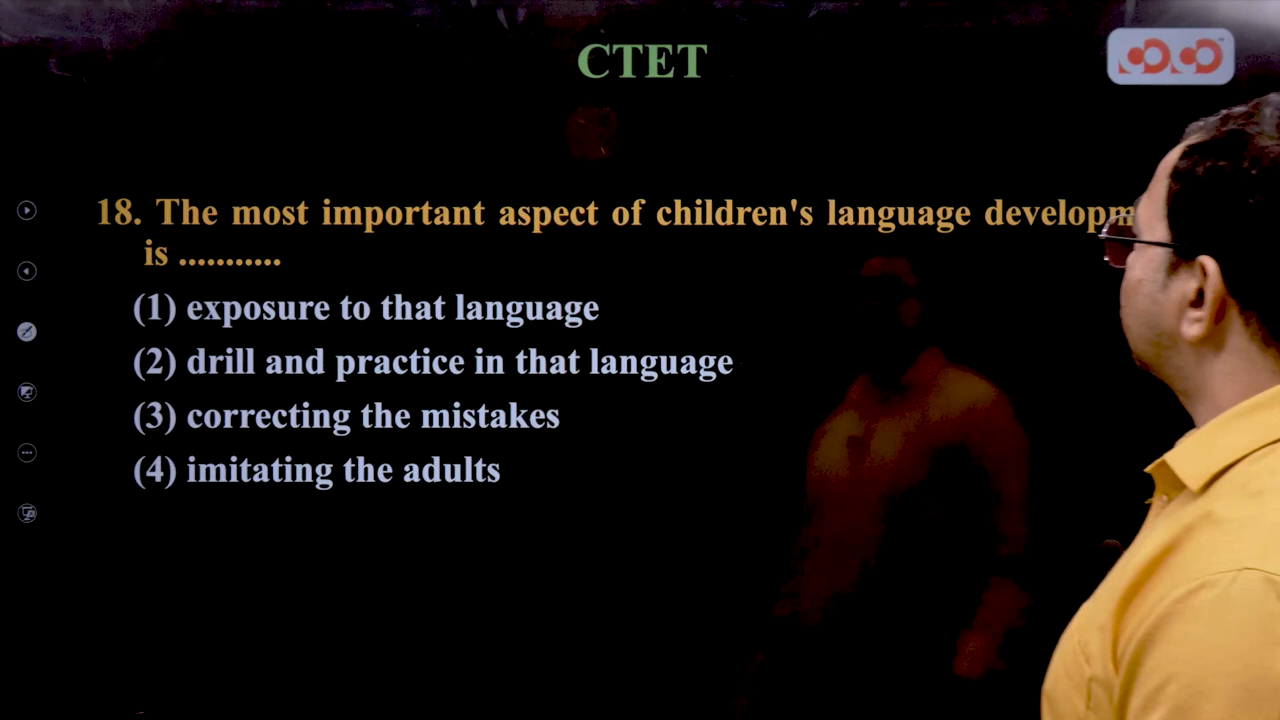 CTET
18. The most important aspect of children's language developm
is ...........
(1) exposure to that language
(2) drill and practice in that language
(3) correcting the mistakes
(4) imitating the adults